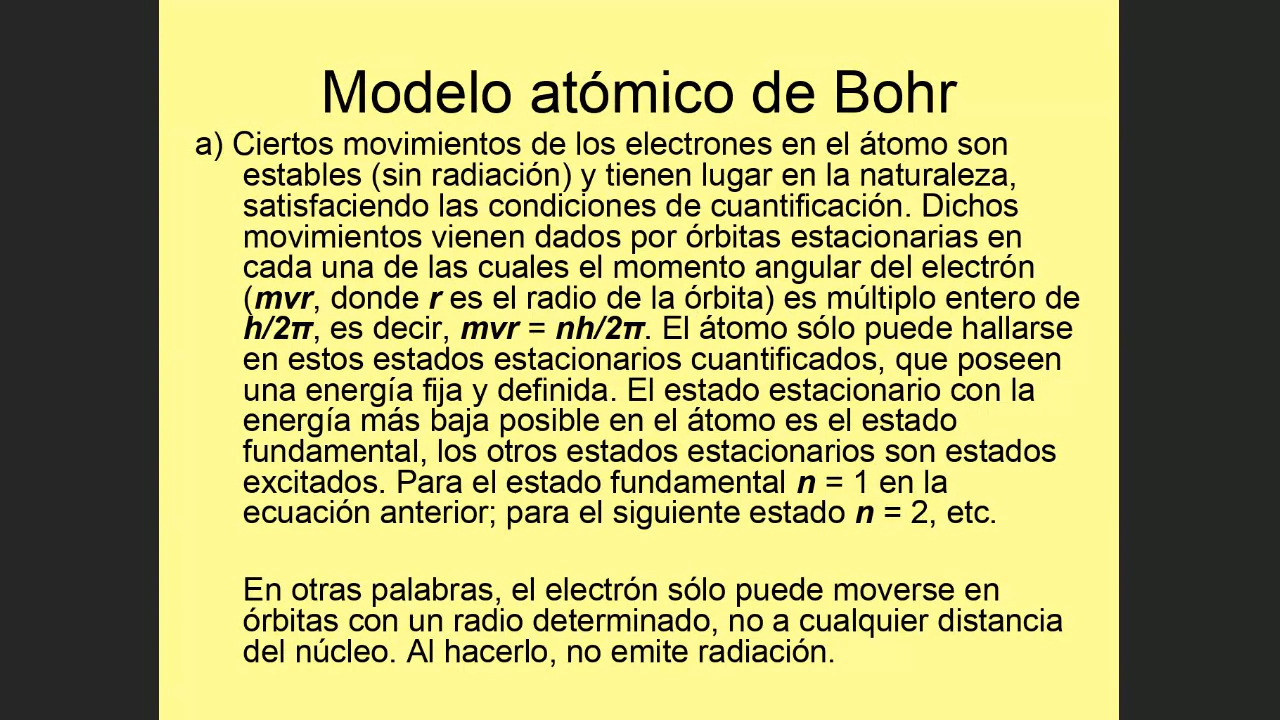 Modelo atómico de Bohr
a) Ciertos movimientos de los electrones en el átomo son
estables (sin radiación) y tienen lugar en la naturaleza,
satisfaciendo las condiciones de cuantificación. Dichos
movimientos vienen dados por órbitas estacionarias en
cada una de las cuales el momento angular del electrón
(mvr, donde r es el radio de la órbita) es múltiplo entero de
h/2π, es decir, mvr = nh/2π. El átomo sólo puede hallarse
en estos estados estacionarios cuantificados, que poseen
una energía fija y definida. El estado estacionario con la
energía más baja posible en el átomo es el estado
fundamental, los otros estados estacionarios son estados
excitados. Para el estado fundamental n = 1 en la
ecuación anterior; para el siguiente estado n = 2, etc.
En otras palabras, el electrón sólo puede moverse en
órbitas con un radio determinado, no a cualquier distancia
del núcleo. Al hacerlo, no emite radiación.